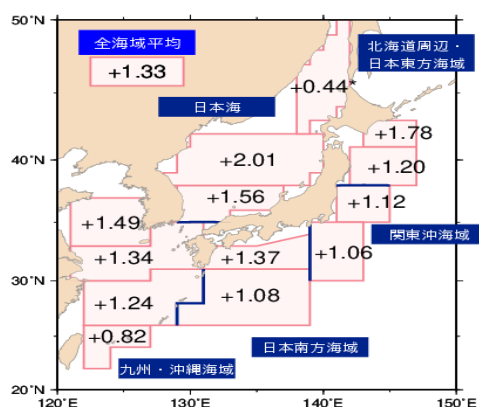 50°N
全海域平均
+1.33
北海道周辺・
日本東方海域
+0.44*
日本海
+1.78
+2.01
40°N
+1.20
+1.56
+1.12
+1.49
関東沖海域
+1.34
+1.37
+1.06
30°N
+1.24
+1.08
+0.82
日本南方海域
九州・沖縄海域
20°N
120°E
130°E
140°E
150°E